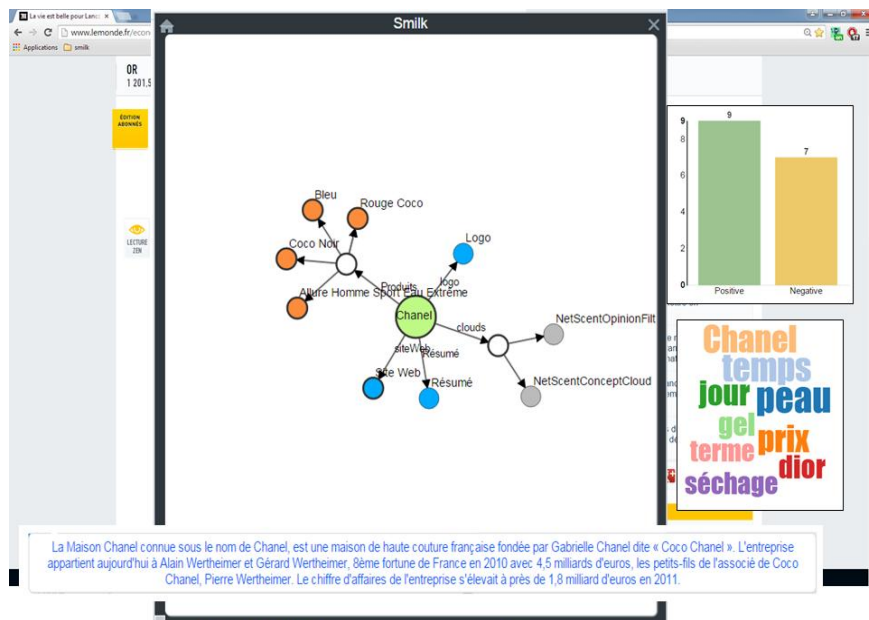 La vie est belle pour Lanc
www.lemonde.fr/econ
Applications
smilk
Smilk
OR
1 201,5
ÉDITION
ABONNÉS
LECTURE
ZEN
Bleu
Rouge Coco
Coco Noir
Logo
Produits
logo
Allure Homme Sport Eau Extrême
Chanel
clouds
NetScentOpinionFilt
siteWeb
Résumé
Site Web
Résumé
NetScentConceptCloud
9
9
8
7
6
4
2
0
Positive
Negative
Chanel
temps
jour peau
gel
prix
terme
dior
séchage
La Maison Chanel connue sous le nom de Chanel, est une maison de haute couture française fondée par Gabrielle Chanel dite « Coco Chanel ». L'entreprise
appartient aujourd'hui à Alain Wertheimer et Gérard Wertheimer, 8ème fortune de France en 2010 avec 4,5 milliards d'euros, les petits-fils de l'associé de Coco
Chanel, Pierre Wertheimer. Le chiffre d'affaires de l'entreprise s'élevait à près de 1,8 milliard d'euros en 2011.